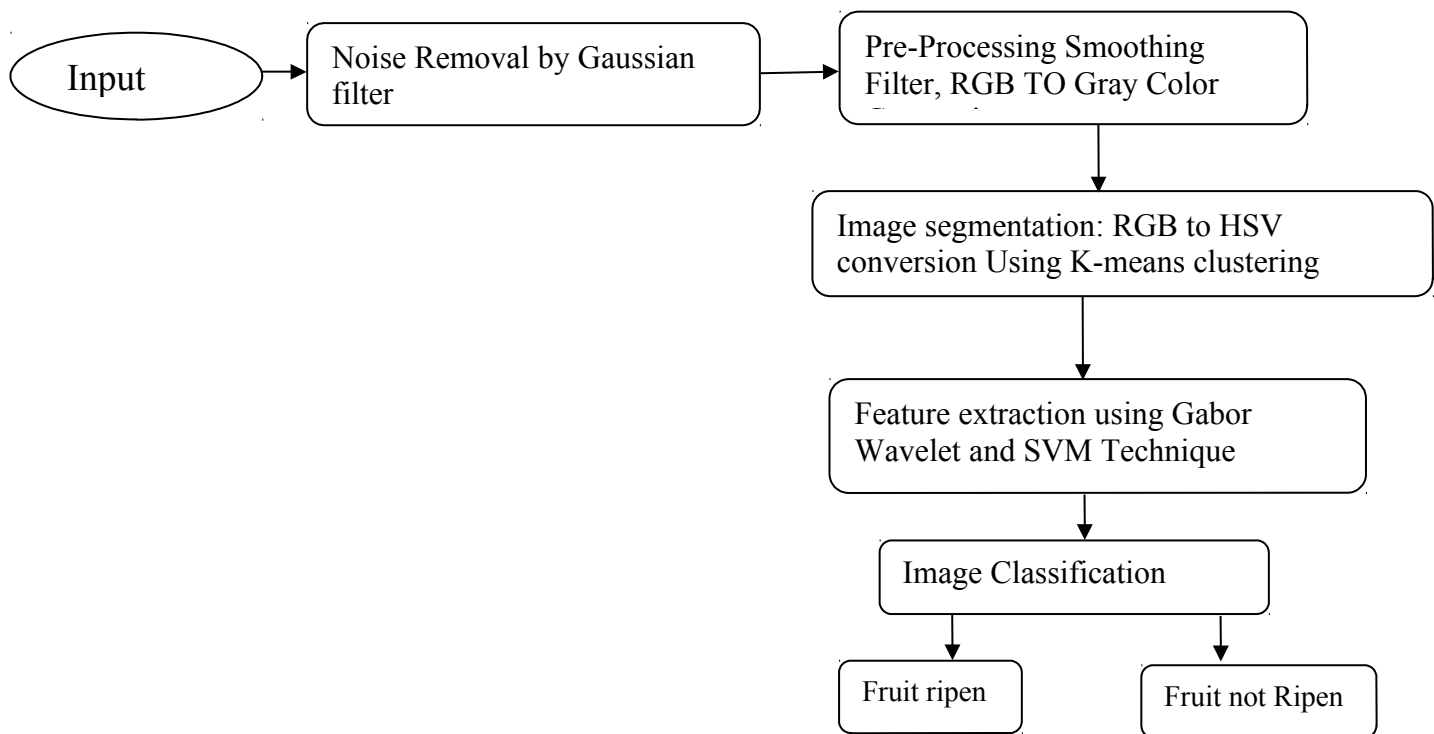 Input
Noise Removal by Gaussian
filter
Pre-Processing Smoothing
Filter, RGB TO Gray Color
Image segmentation: RGB to HSV
conversion Using K-means clustering
Feature extraction using Gabor
Wavelet and SVM Technique
Image Classification
Fruit ripen
Fruit not Ripen